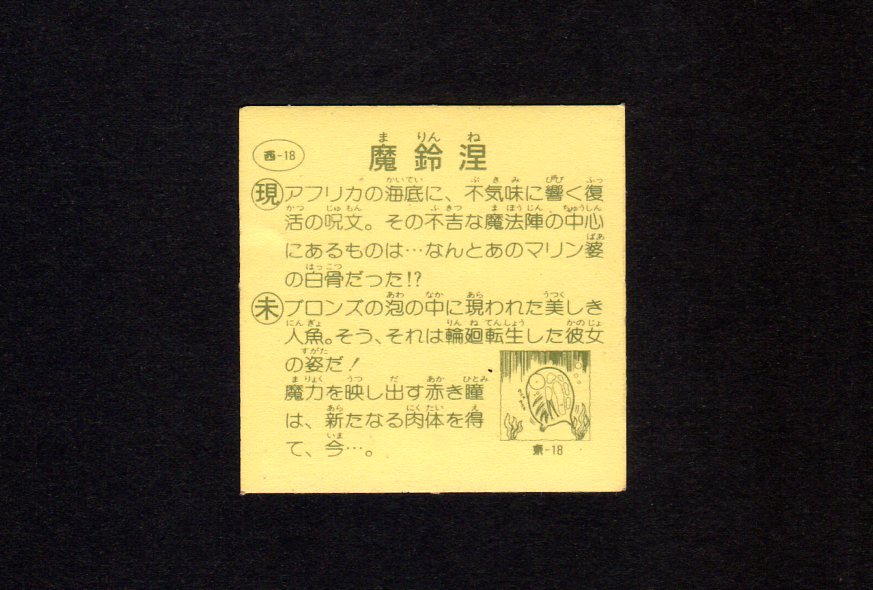 西-18
魔鈴涅
まりんね
現 アフリカの海底に、不気味に響く復
活の呪文。その不吉な魔法陣の中心
にあるものは…なんとあのマリン婆
の白骨だった!?
未 ブロンズの泡の中に現われた美しき
人魚。そう、それは輪廻転生した彼女
の姿だ!
魔力を映し出す赤き瞳
は、新たなる肉体を得
て、今…。
東-18